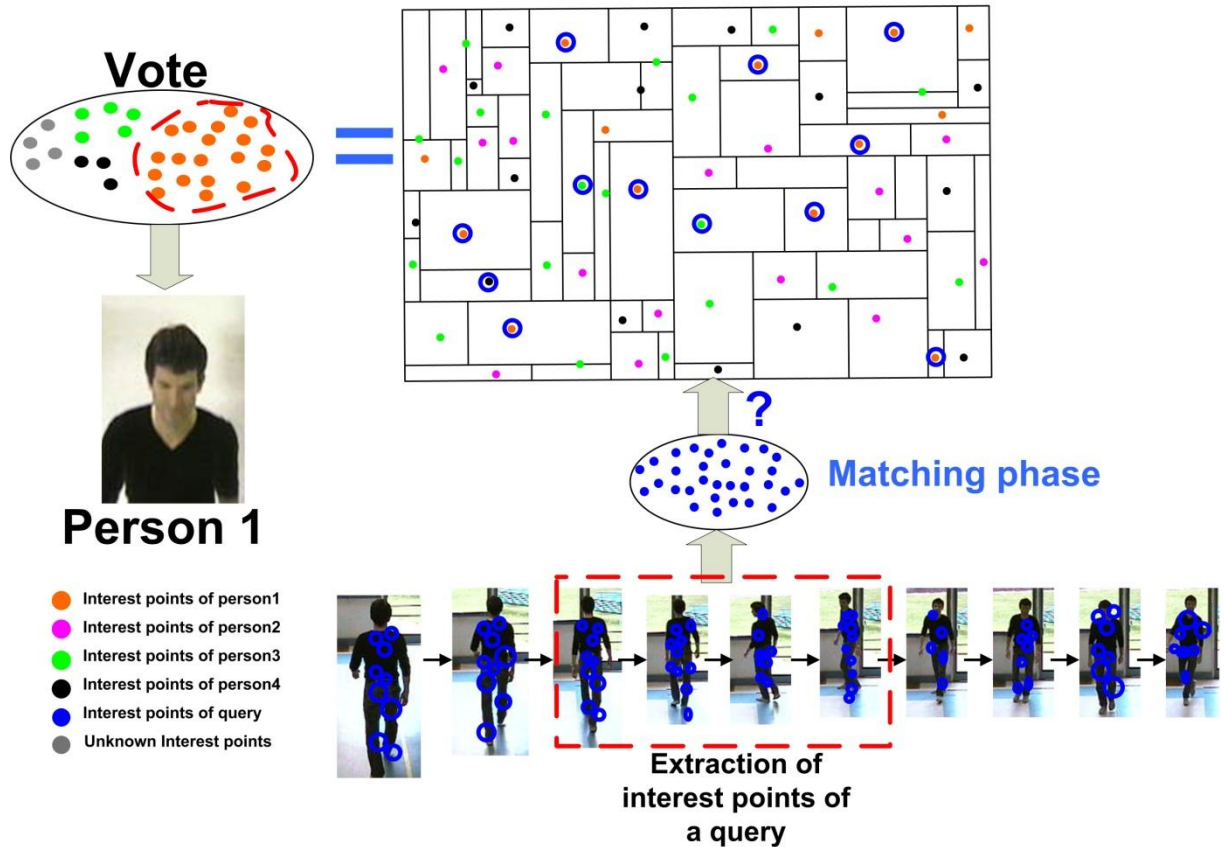 Vote
=
?
Matching phase
Person 1
Interest points of person1
Interest points of person2
Interest points of person3
Interest points of person4
Interest points of query
Unknown Interest points
Extraction of
interest points of
a query